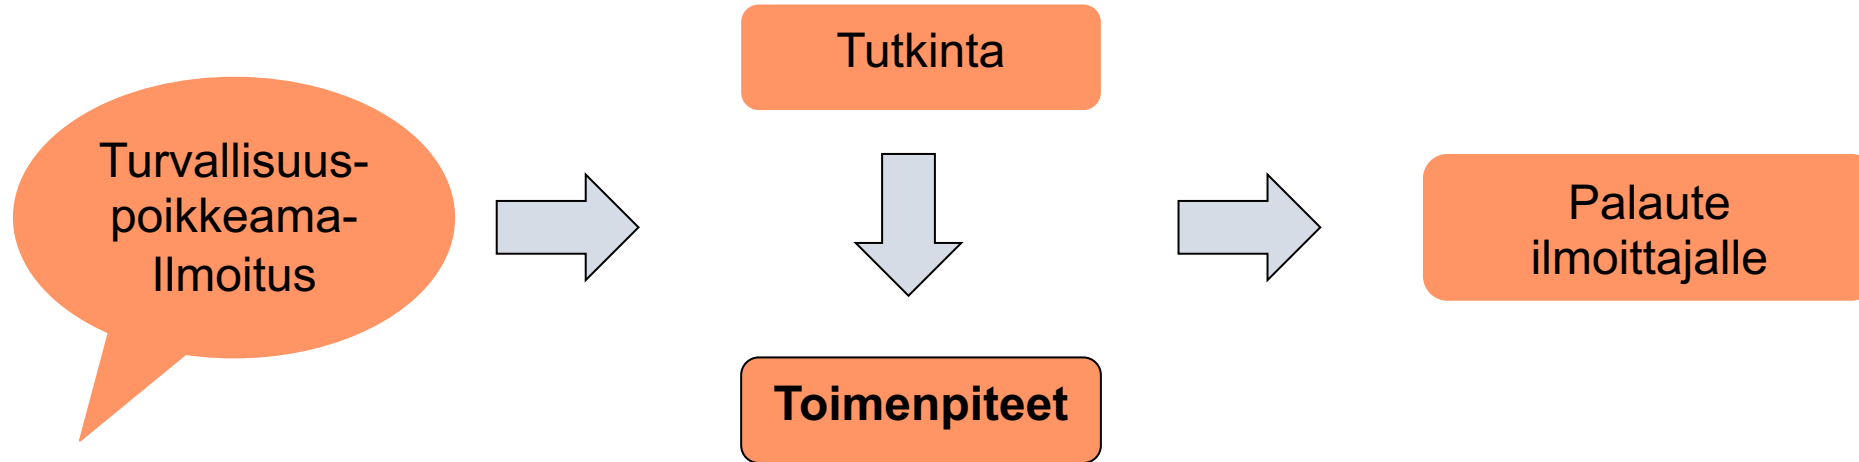 Turvallisuus-
poikkeama-
Ilmoitus
Tutkinta
Toimenpiteet
Palaute
ilmoittajalle